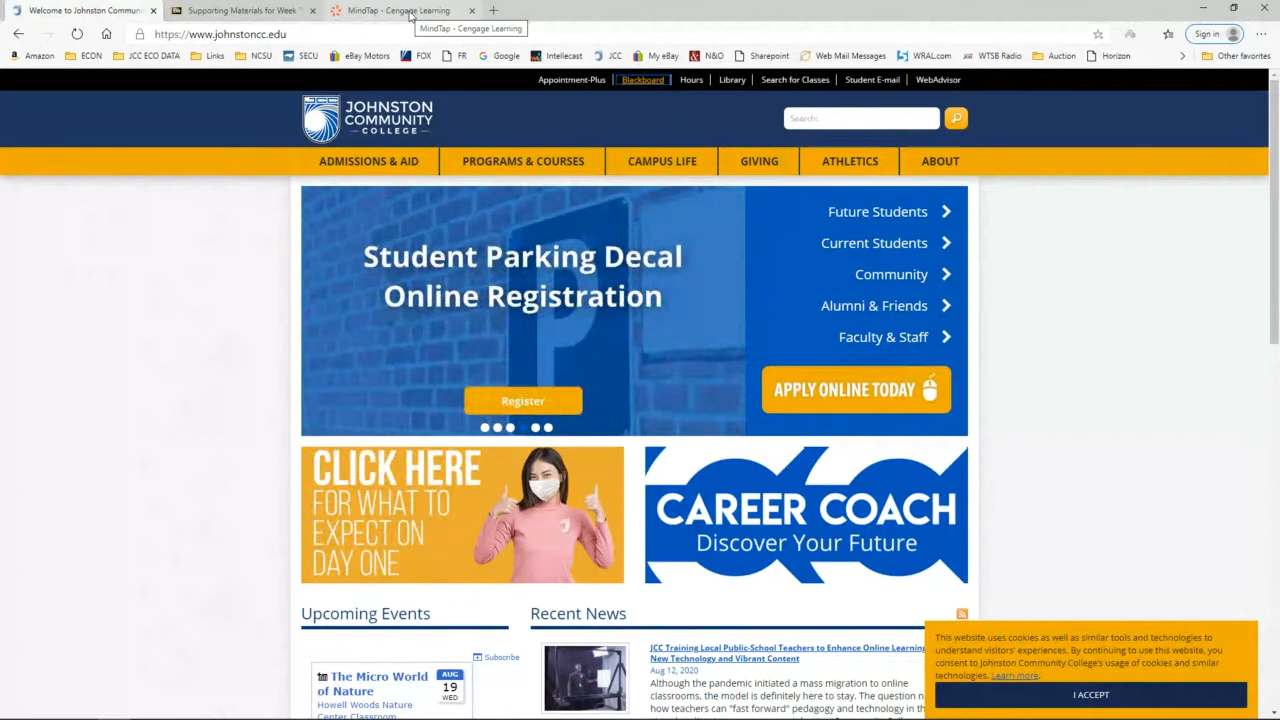 Welcome to Johnston Commun
Supporting Materials for Week
MindTap - Cengage Learning
MindTap - Cengage Learning
https://www.johnstoncc.edu
Sign in
Amazon
ECON
JCC ECO DATA
Links
NCSU
SECU
eBay Motors
FOX
FR
Google
Intellecast
JCC
My eBay
N&O
Sharepoint
Web Mail Messages
WRAL.com
WTSB Radio
Auction
Horizon
Other favorites
Appointment-Plus
Blackboard
Hours
Library
Search for Classes
Student E-mail
WebAdvisor
JCC
JOHNSTON
COMMUNITY
COLLEGE
Search:
ADMISSIONS & AID
PROGRAMS & COURSES
CAMPUS LIFE
GIVING
ATHLETICS
ABOUT
Student Parking Decal
Online Registration
Register
Future Students
Current Students
Community
Alumni & Friends
Faculty & Staff
APPLY ONLINE TODAY
CLICK HERE
FOR WHAT TO
EXPECT ON
DAY ONE
CAREER COACH
Discover Your Future
Upcoming Events
Subscribe
The Micro World
of Nature
Howell Woods Nature
Center Classroom
AUG
19
WED
Recent News
JCC Training Local Public-School Teachers to Enhance Online Learning
New Technology and Vibrant Content
Aug 12, 2020
Although the pandemic initiated a mass migration to online
classrooms, the model is definitely here to stay. The question
how teachers can "fast forward" pedagogy and technology in
This website uses cookies as well as similar tools and technologies to
understand visitors' experiences. By continuing to use this website, you
consent to Johnston Community College's usage of cookies and similar
technologies. Learn more.
I ACCEPT